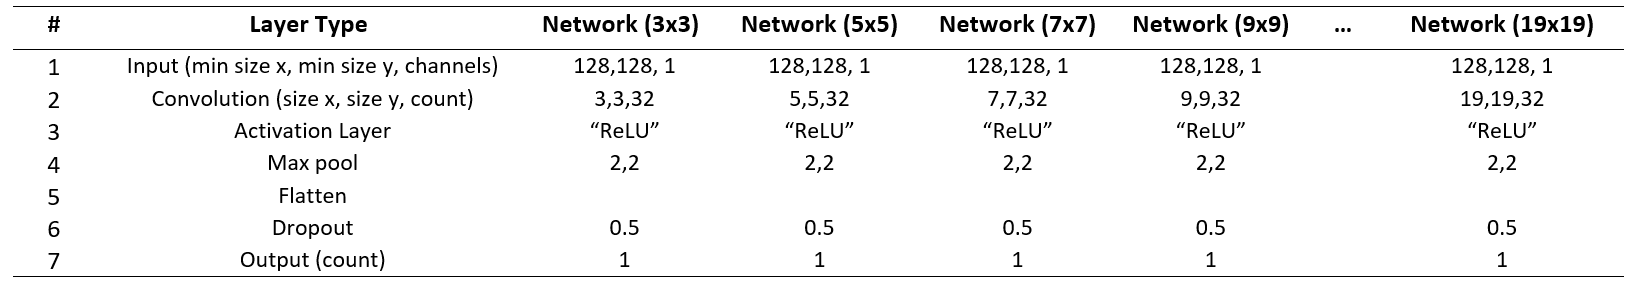 # Layer Type Network (3x3) Network (5x5) Network (7x7) Network (9x9) ... Network (19x19)
1 Input (min size x, min size y, channels) 128,128, 1 128,128, 1 128,128, 1 128,128, 1 128,128, 1
2 Convolution (size x, size y, count) 3,3,32 5,5,32 7,7,32 9,9,32 19,19,32
3 Activation Layer “ReLU” “ReLU” “ReLU” “ReLU” “ReLU”
4 Max pool 2,2 2,2 2,2 2,2 2,2
5 Flatten
6 Dropout 0.5 0.5 0.5 0.5 0.5
7 Output (count) 1 1 1 1 1